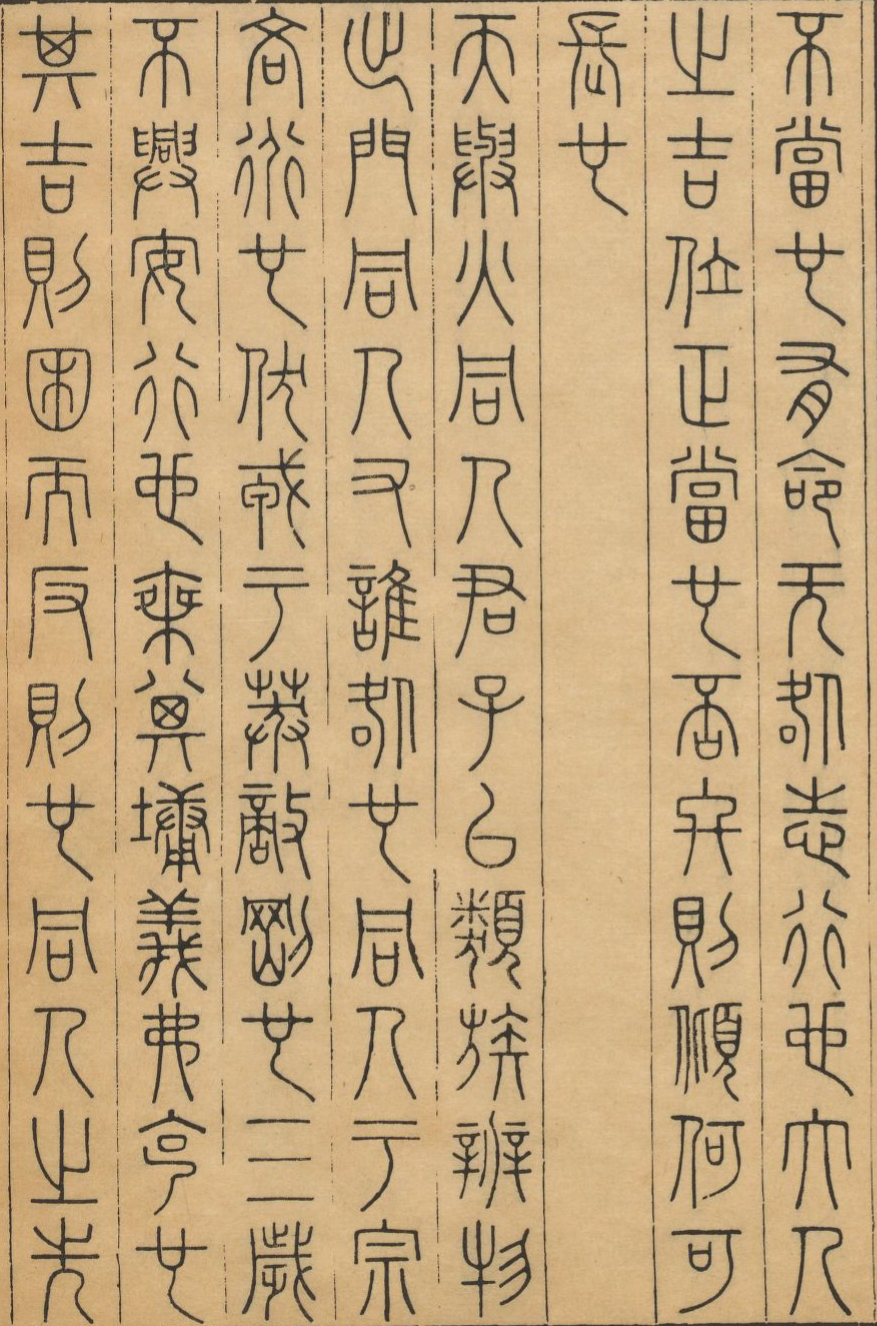 不當也有命无咎志行也大人
之吉位正當也否終則傾何可
長也
天與火同人君子以類族辨物
出門同人又誰咎也同人于宗
吝道也伏戎于莽敵剛也三歲
不興安行也乘其墉義弗克也
其吉則困而反則也同人之先